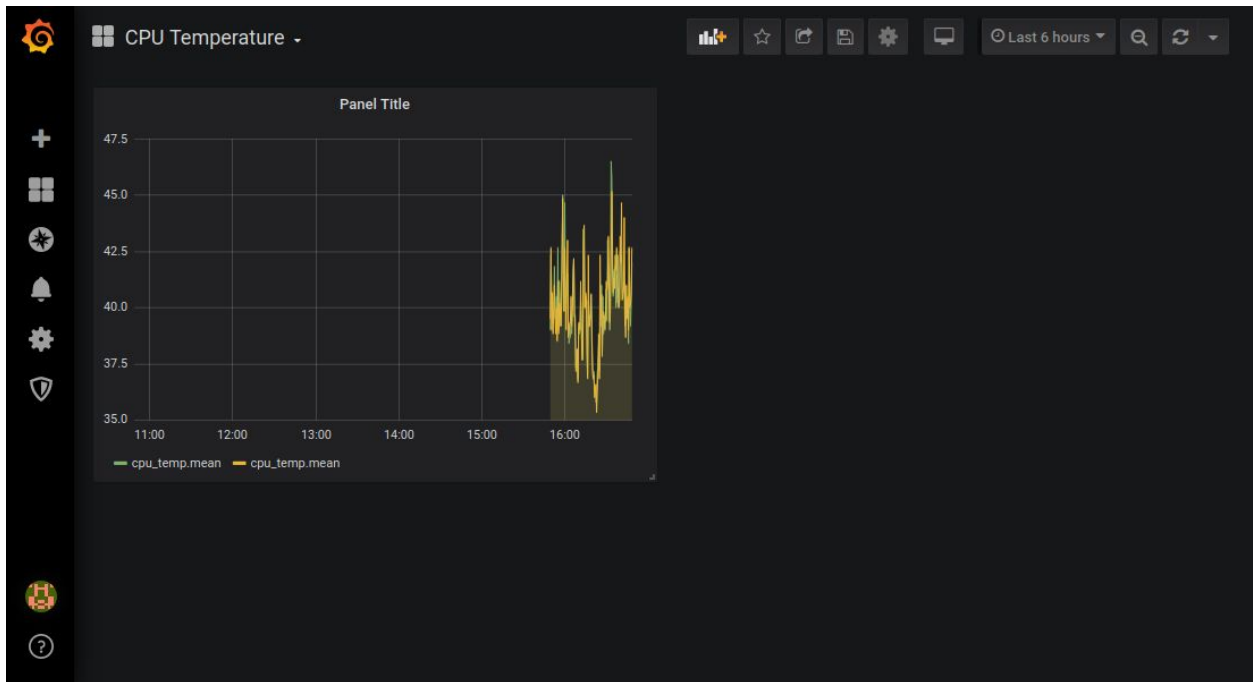 CPU Temperature
Last 6 hours
Panel Title
47.5
45.0
42.5
40.0
37.5
35.0
11:00 12:00 13:00 14:00 15:00 16:00
cpu_temp.mean cpu_temp.mean
?